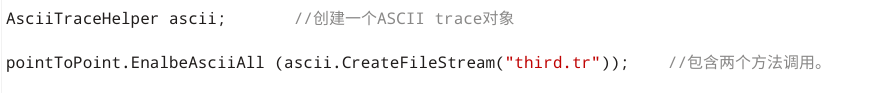 AsciiTraceHelper ascii;       //创建一个ASCII trace对象
pointToPoint.EnalbeAsciiAll (ascii.CreateFileStream("third.tr"));    //包含两个方法调用。